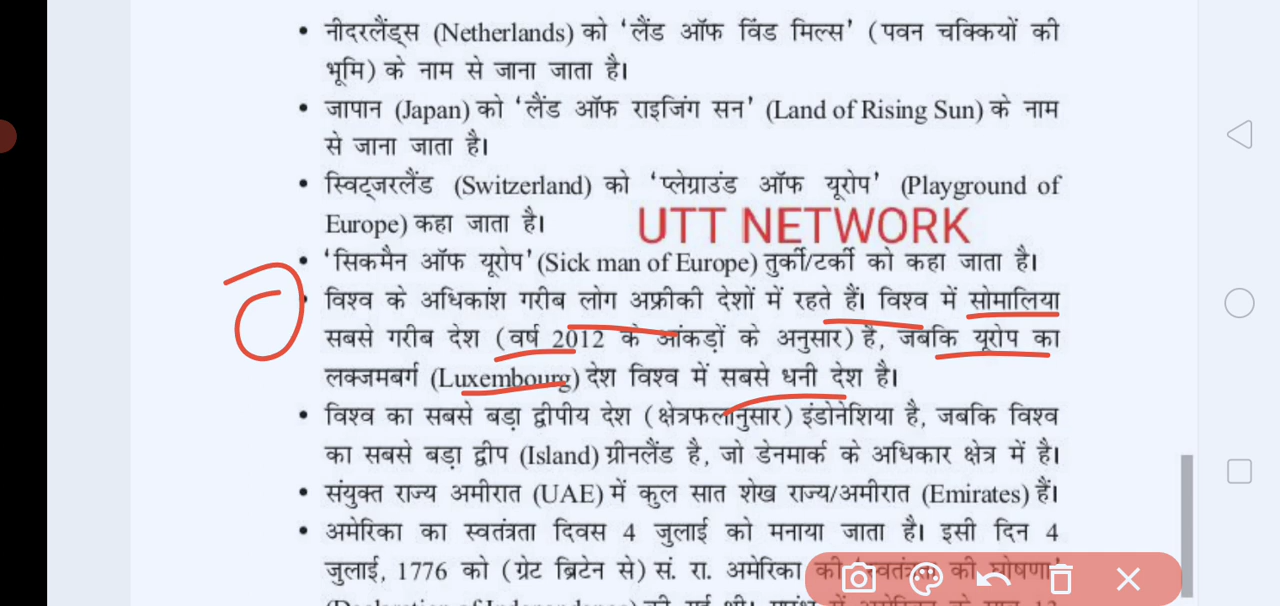 • नीदरलैंड्स (Netherlands) को ‘लैंड ऑफ विंड मिल्स’ (पवन चक्कियों की
भूमि) के नाम से जाना जाता है।
• जापान (Japan) को ‘लैंड ऑफ राइजिंग सन’ (Land of Rising Sun) के नाम
से जाना जाता है।
• स्विट्जरलैंड (Switzerland) को ‘प्लेग्राउंड ऑफ यूरोप’ (Playground of
Europe) कहा जाता है।
UTT NETWORK
• ‘सिकमैन ऑफ यूरोप’ (Sick man of Europe) तुर्की/टर्की को कहा जाता है।
• विश्व के अधिकांश गरीब लोग अफ्रीकी देशों में रहते हैं। विश्व में सोमालिया
सबसे गरीब देश (वर्ष 2012 के आंकड़ों के अनुसार) है, जबकि यूरोप का
लक्जमबर्ग (Luxembourg) देश विश्व में सबसे धनी देश है।
• विश्व का सबसे बड़ा द्वीपीय देश (क्षेत्रफलानुसार) इंडोनेशिया है, जबकि विश्व
का सबसे बड़ा द्वीप (Island) ग्रीनलैंड है, जो डेनमार्क के अधिकार क्षेत्र में है।
• संयुक्त राज्य अमीरात (UAE) में कुल सात शेख राज्य/अमीरात (Emirates) हैं।
• अमेरिका का स्वतंत्रता दिवस 4 जुलाई को मनाया जाता है। इसी दिन 4
जुलाई, 1776 को (ग्रेट ब्रिटेन से) सं. रा. अमेरिका की ‘स्वतंत्रता की घोषणा’